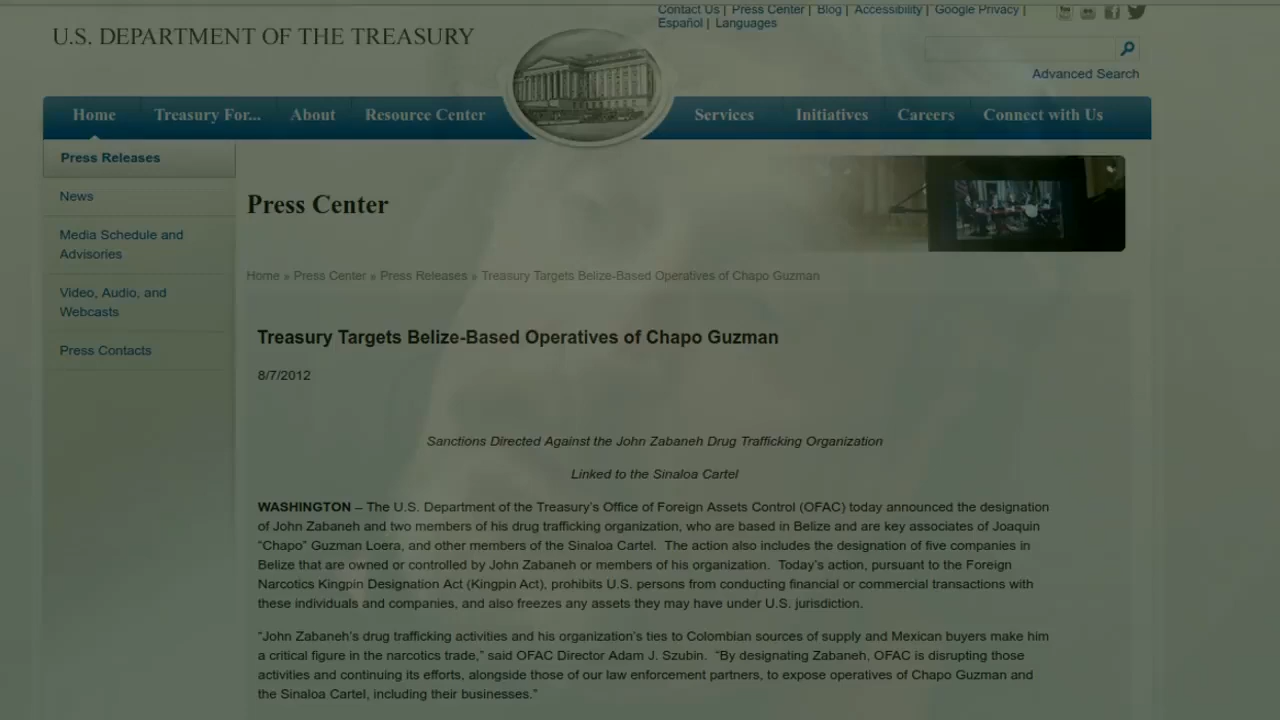 Contact Us | Press Center | Blog | Accessibility | Google Privacy |
Español | Languages
You
U.S. DEPARTMENT OF THE TREASURY
Advanced Search
Home Treasury For... About Resource Center Services Initiatives Careers Connect with Us
Press Releases
News
Media Schedule and
Advisories
Video, Audio, and
Webcasts
Press Contacts
Press Center
Home » Press Center » Press Releases » Treasury Targets Belize-Based Operatives of Chapo Guzman
Treasury Targets Belize-Based Operatives of Chapo Guzman
8/7/2012
Sanctions Directed Against the John Zabaneh Drug Trafficking Organization
Linked to the Sinaloa Cartel
WASHINGTON – The U.S. Department of the Treasury's Office of Foreign Assets Control (OFAC) today announced the designation
of John Zabaneh and two members of his drug trafficking organization, who are based in Belize and are key associates of Joaquin
“Chapo” Guzman Loera, and other members of the Sinaloa Cartel. The action also includes the designation of five companies in
Belize that are owned or controlled by John Zabaneh or members of his organization. Today's action, pursuant to the Foreign
Narcotics Kingpin Designation Act (Kingpin Act), prohibits U.S. persons from conducting financial or commercial transactions with
these individuals and companies, and also freezes any assets they may have under U.S. jurisdiction.
“John Zabaneh's drug trafficking activities and his organization's ties to Colombian sources of supply and Mexican buyers make him
a critical figure in the narcotics trade,” said OFAC Director Adam J. Szubin. “By designating Zabaneh, OFAC is disrupting those
activities and continuing its efforts, alongside those of our law enforcement partners, to expose operatives of Chapo Guzman and
the Sinaloa Cartel, including their businesses.”